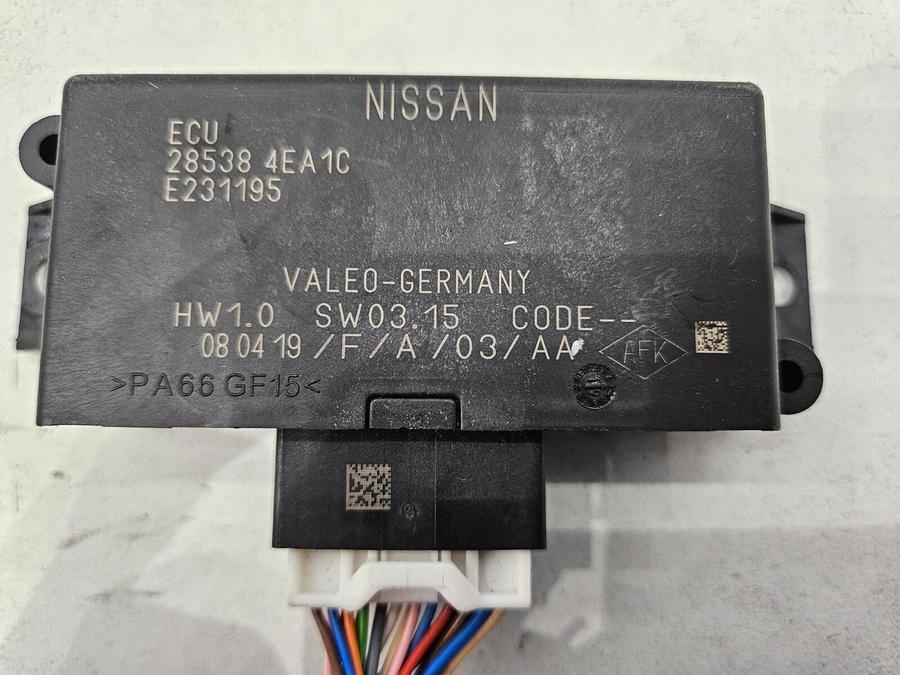 NISSAN
ECU
28538 4EA1C
E231195
VALEO-GERMANY
HW1.0 SW03.15 CODE--
08 04 19 /F/A/03/AA
AFK
>PA66 GF15<